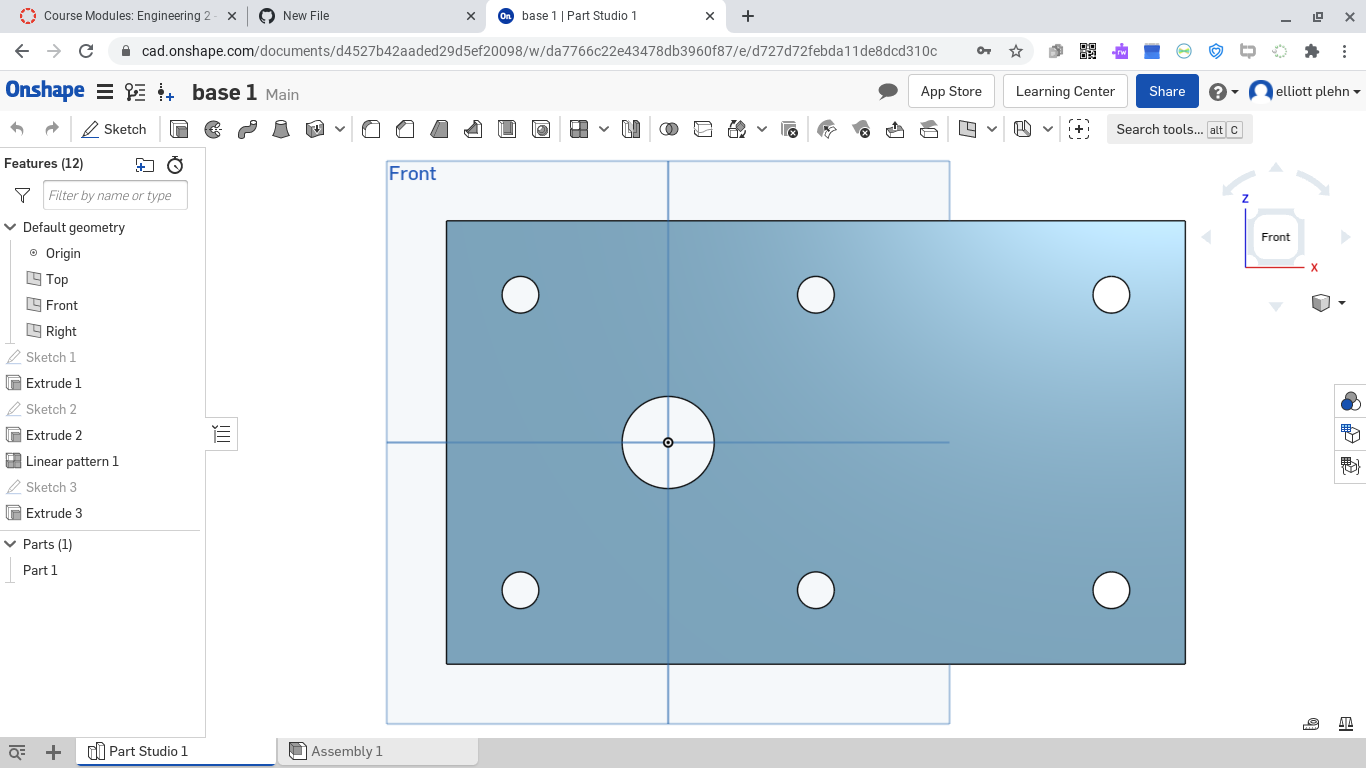 Course Modules: Engineering 2 -
New File
base 1 | Part Studio 1
cad.onshape.com/documents/d4527b42aaded29d5ef20098/w/da7766c22e43478db3960f87/e/d727d72febda11de8dcd310c
Onshape
base 1 Main
App Store
Learning Center
Share
elliott plehn
Sketch
Search tools... alt C
Features (12)
Filter by name or type
Default geometry
Origin
Top
Front
Right
Sketch 1
Extrude 1
Sketch 2
Extrude 2
Linear pattern 1
Sketch 3
Extrude 3
Parts (1)
Part 1
Front
Z
Front
X
Part Studio 1
Assembly 1